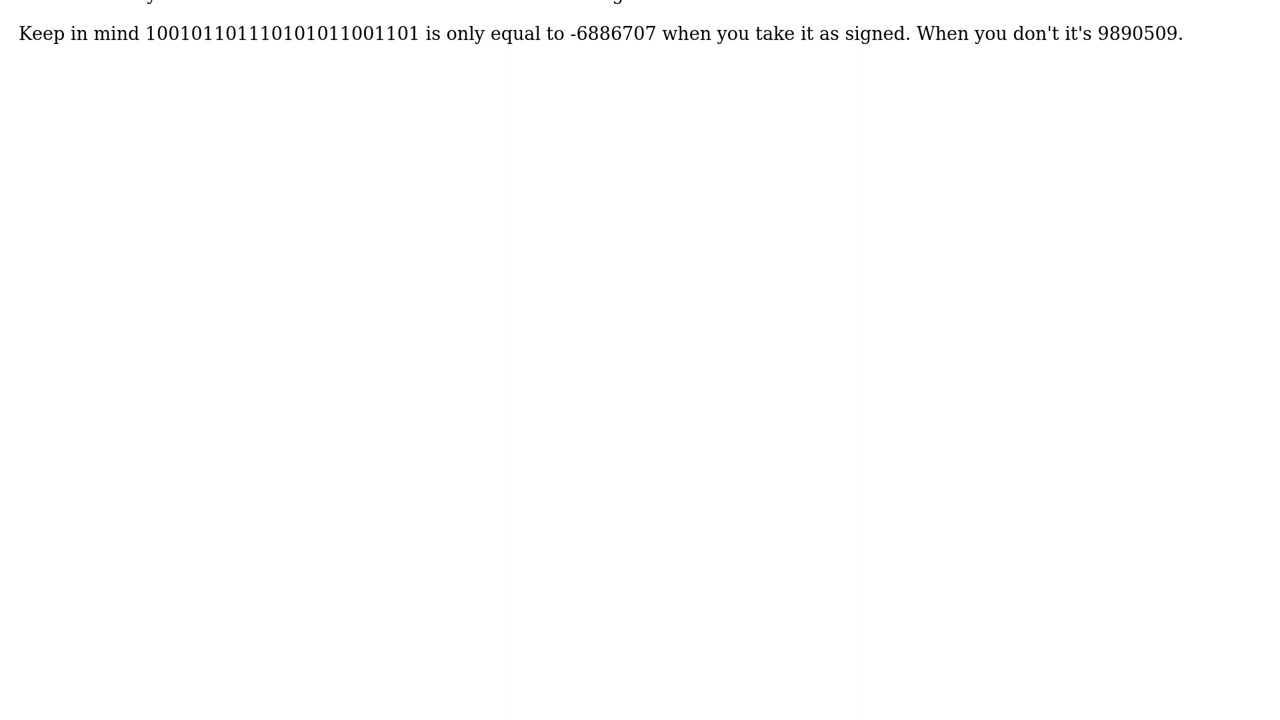 Keep in mind 100101101110101011001101 is only equal to -6886707 when you take it as signed. When you don't it's 9890509.